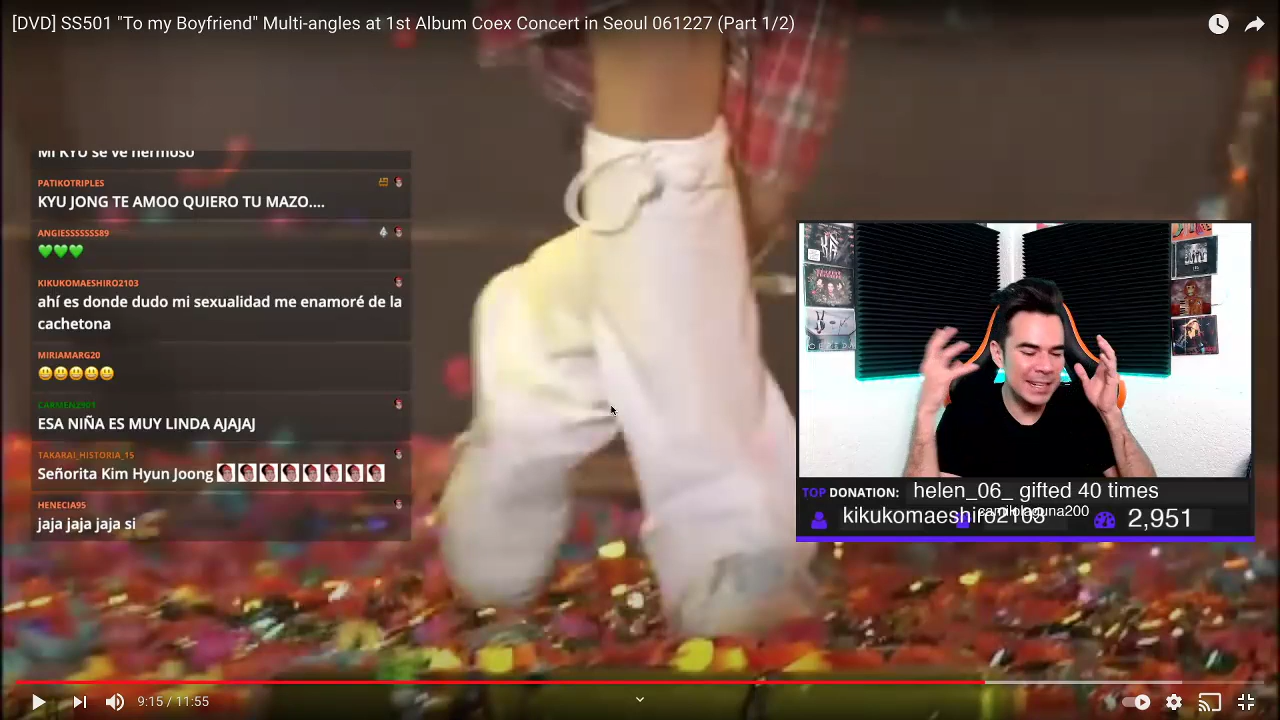 [DVD] SS501 "To my Boyfriend" Multi-angles at 1st Album Coex Concert in Seoul 061227 (Part 1/2)
Mi KYU se ve hermoso
PATIKOTRIPLES
KYU JONG TE AMOO QUIERO TU MAZO....
ANGIESSSSSSS89
💚💚💚
KIKUKOMAESHIRO2103
ahí es donde dudo mi sexualidad me enamoré de la
cachetona
MIRIAMARG20
😃😃😃😃😃
CARMENZ901
ESA NIÑA ES MUY LINDA AJAJAJ
TAKARAI_HISTORIA_15
Señorita Kim Hyun Joong
HENECIA95
jaja jaja jaja si
CEPEDA
TOP DONATION: helen_06_ gifted 40 times
kikukomaeshiro2103
camilolaguna200
2,951
9:15 / 11:55